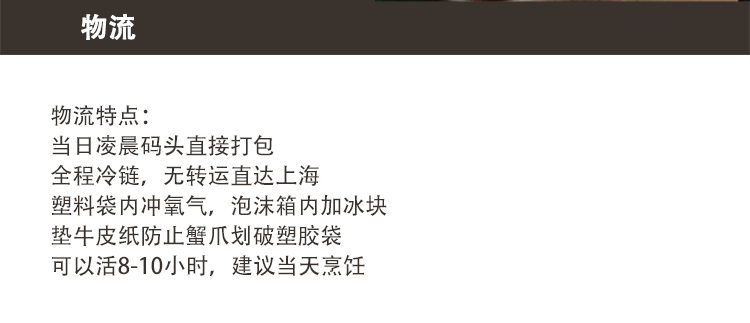 物流
物流特点：
当日凌晨码头直接打包
全程冷链，无转运直达上海
塑料袋内冲氧气，泡沫箱内加冰块
垫牛皮纸防止蟹爪划破塑胶袋
可以活8-10小时，建议当天烹饪